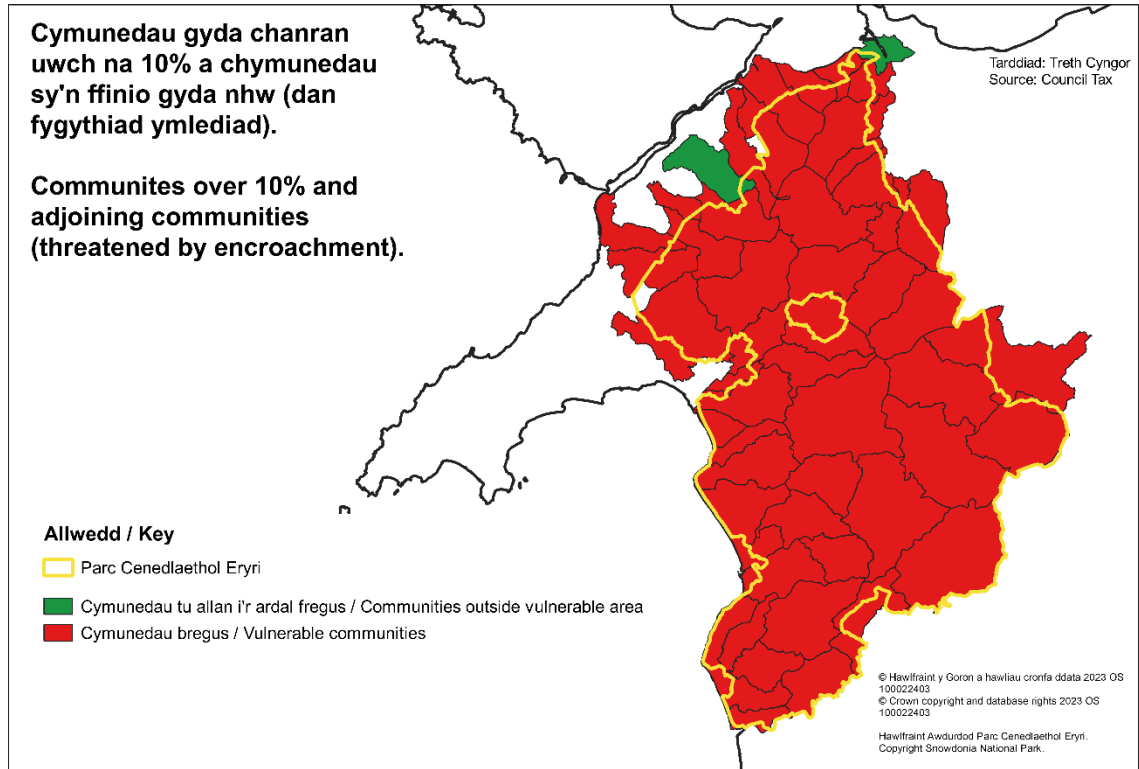 Cymunedau gyda chanran
uwch na 10% a chymunedau
sy'n ffinio gyda nhw (dan
fygythiad ymlediad).
Communites over 10% and
adjoining communities
(threatened by encroachment).
Tarddiad: Treth Cyngor
Source: Council Tax
Allwedd / Key
Parc Cenedlaethol Eryri
Cymunedau tu allan i'r ardal fregus / Communities outside vulnerable area
Cymunedau bregus / Vulnerable communities
© Hawlfraint y Goron a hawliau cronfa ddata 2023 OS
100022403
© Crown copyright and database rights 2023 OS
100022403
Hawlfraint Awdurdod Parc Cenedlaethol Eryri.
Copyright Snowdonia National Park.